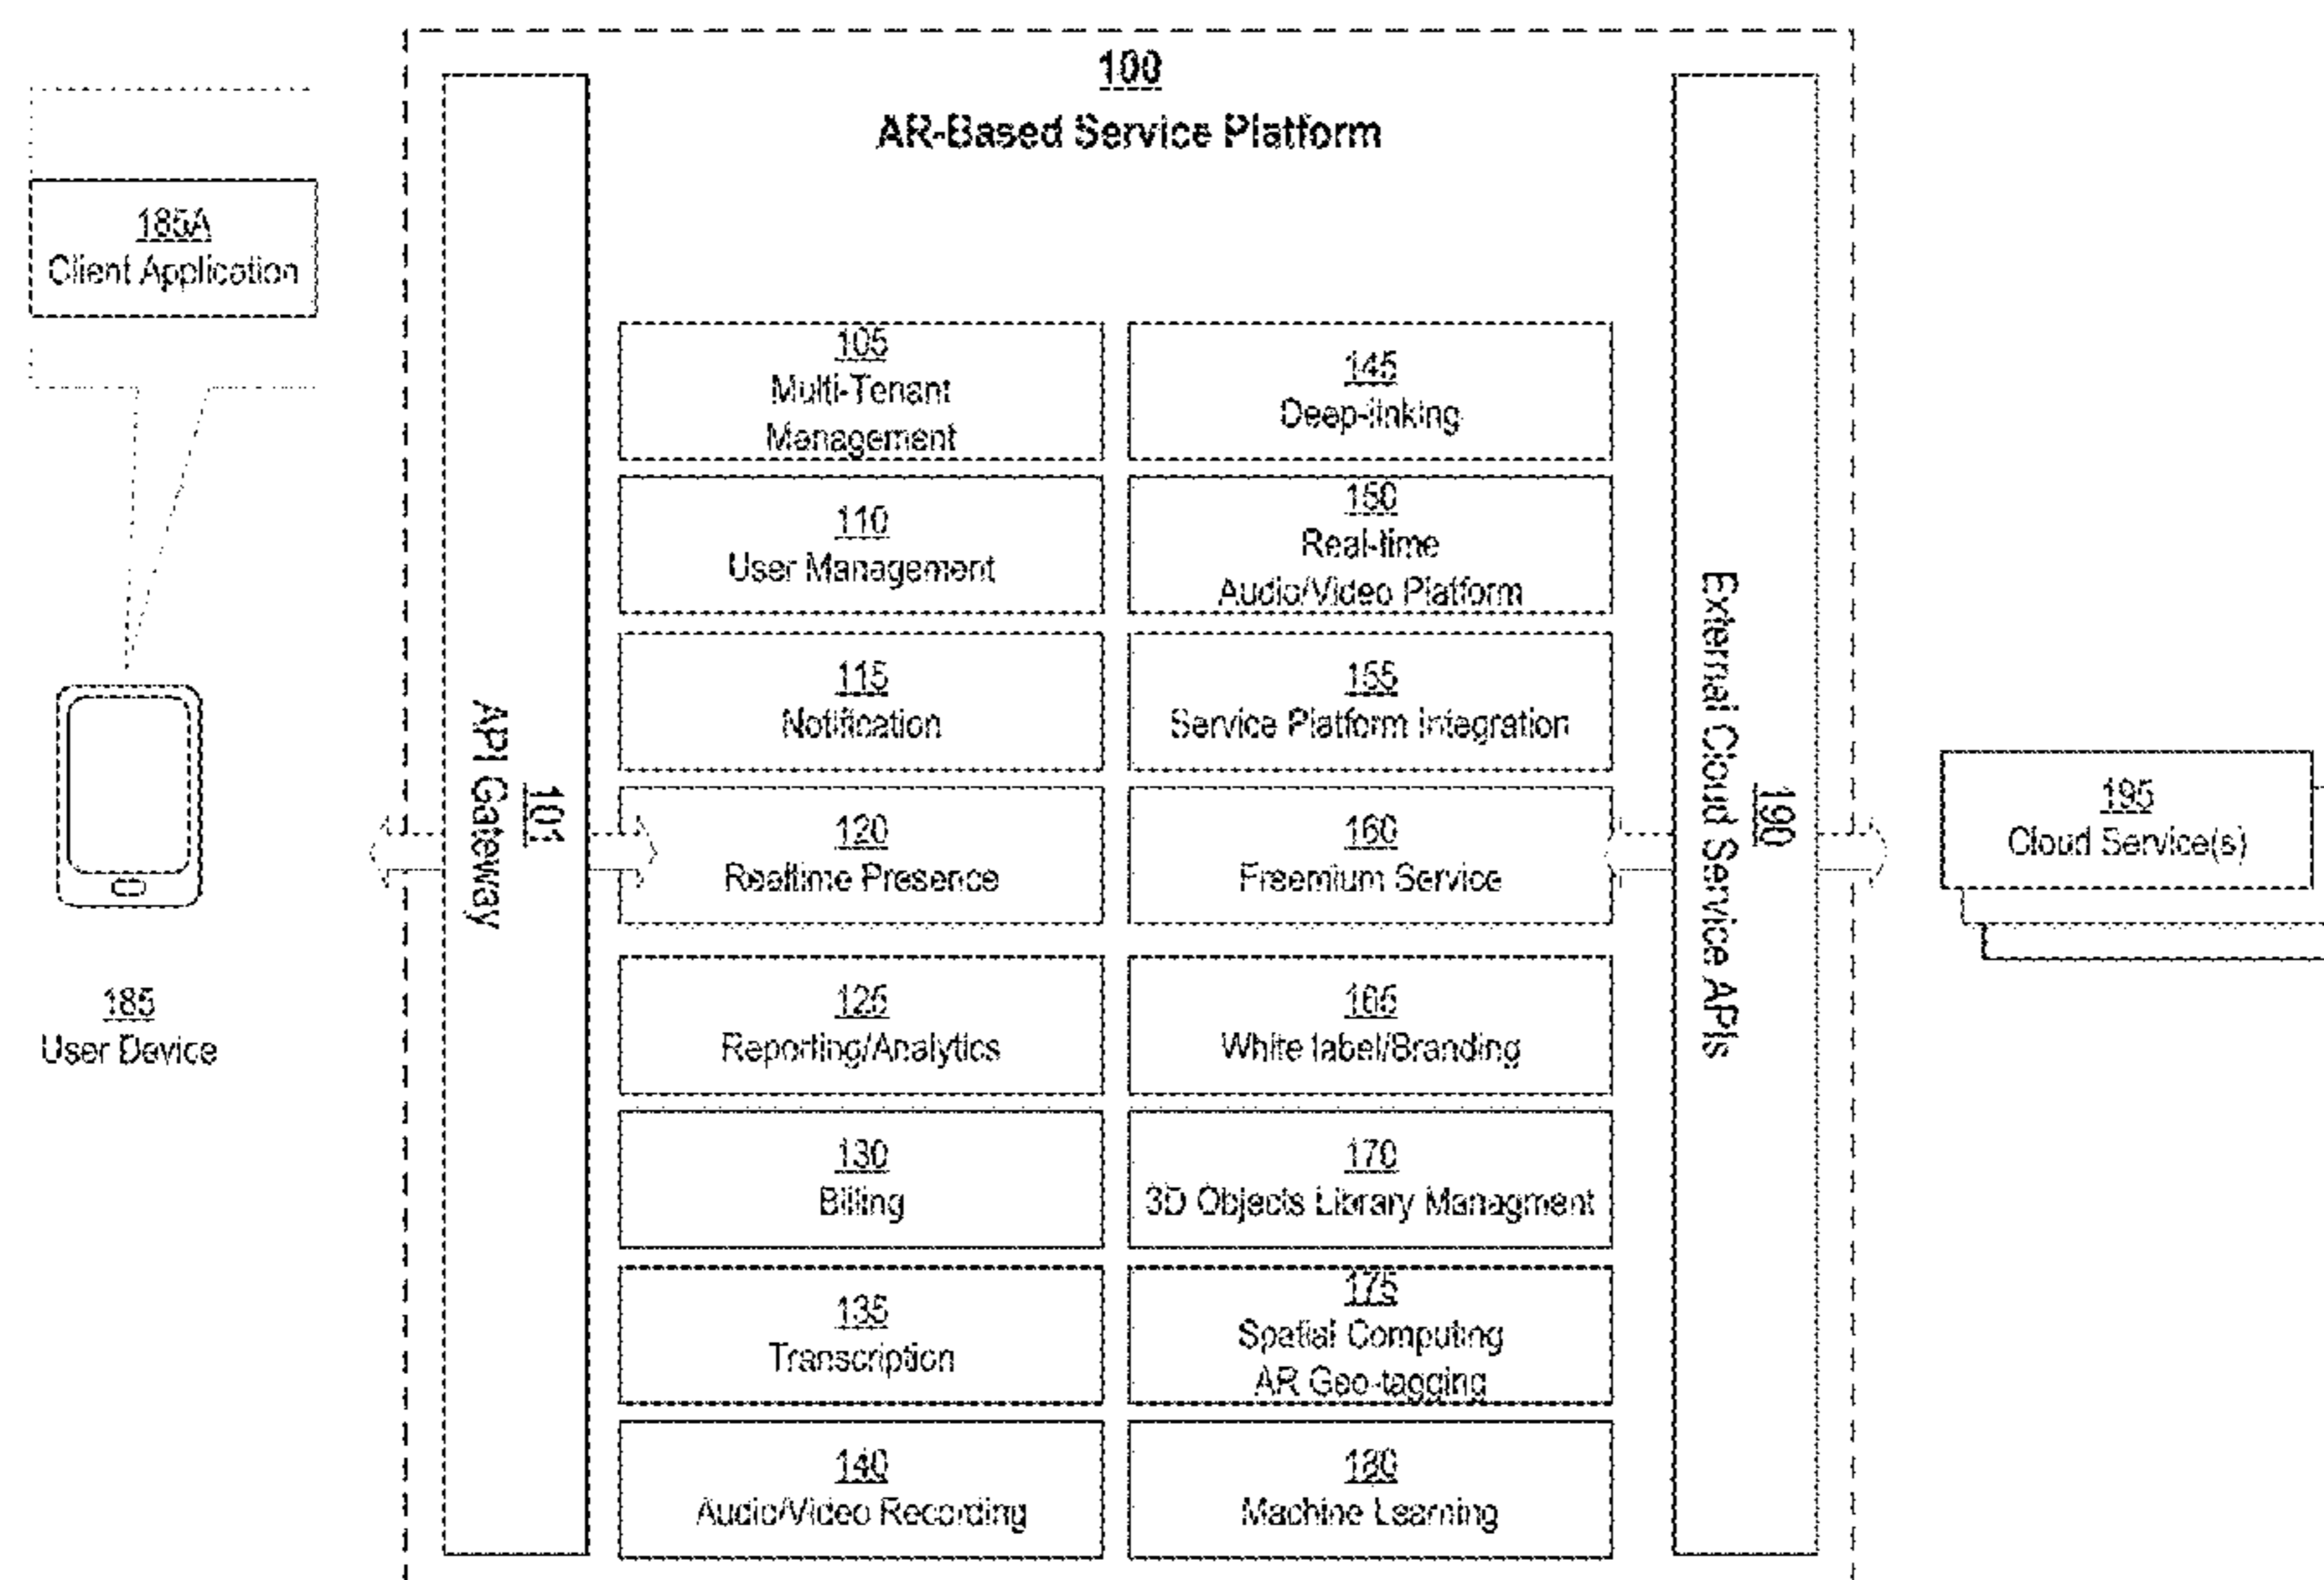 100
AR-Based Service Platform
185A
Client Application
185
User Device
101
API Gateway
105
Multi-Tenant
Management
110
User Management
115
Notification
120
Realtime Presence
125
Reporting/Analytics
130
Billing
135
Transcription
140
Audio/Video Recording
145
Deep-linking
150
Real-time
Audio/Video Platform
155
Service Platform Integration
160
Freemium Service
165
White label/Branding
170
3D Objects Library Managment
175
Spatial Computing
AR Geo-tagging
180
Machine Learning
190
External Cloud Service APIs
195
Cloud Service(s)